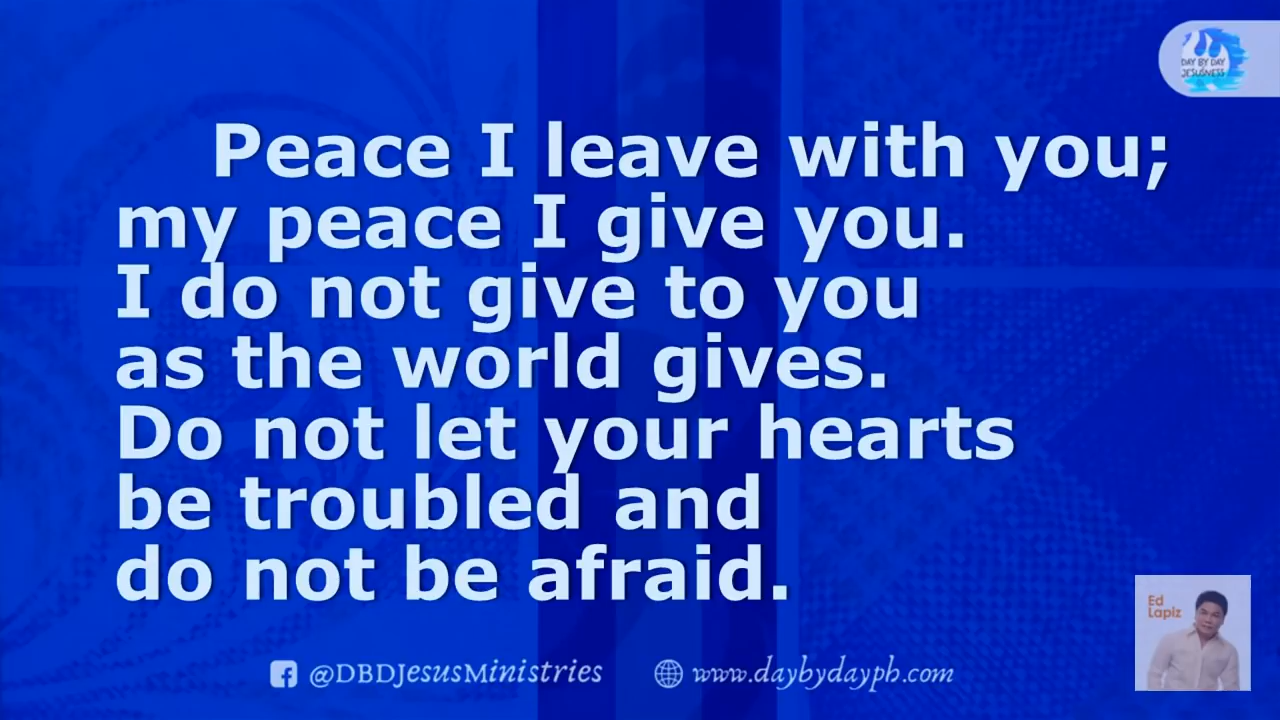 DAY BY DAY
JESUSNESS
Peace I leave with you;
my peace I give you.
I do not give to you
as the world gives.
Do not let your hearts
be troubled and
do not be afraid.
Ed
Lapiz
@DBDJesusMinistries
www.daybydayph.com